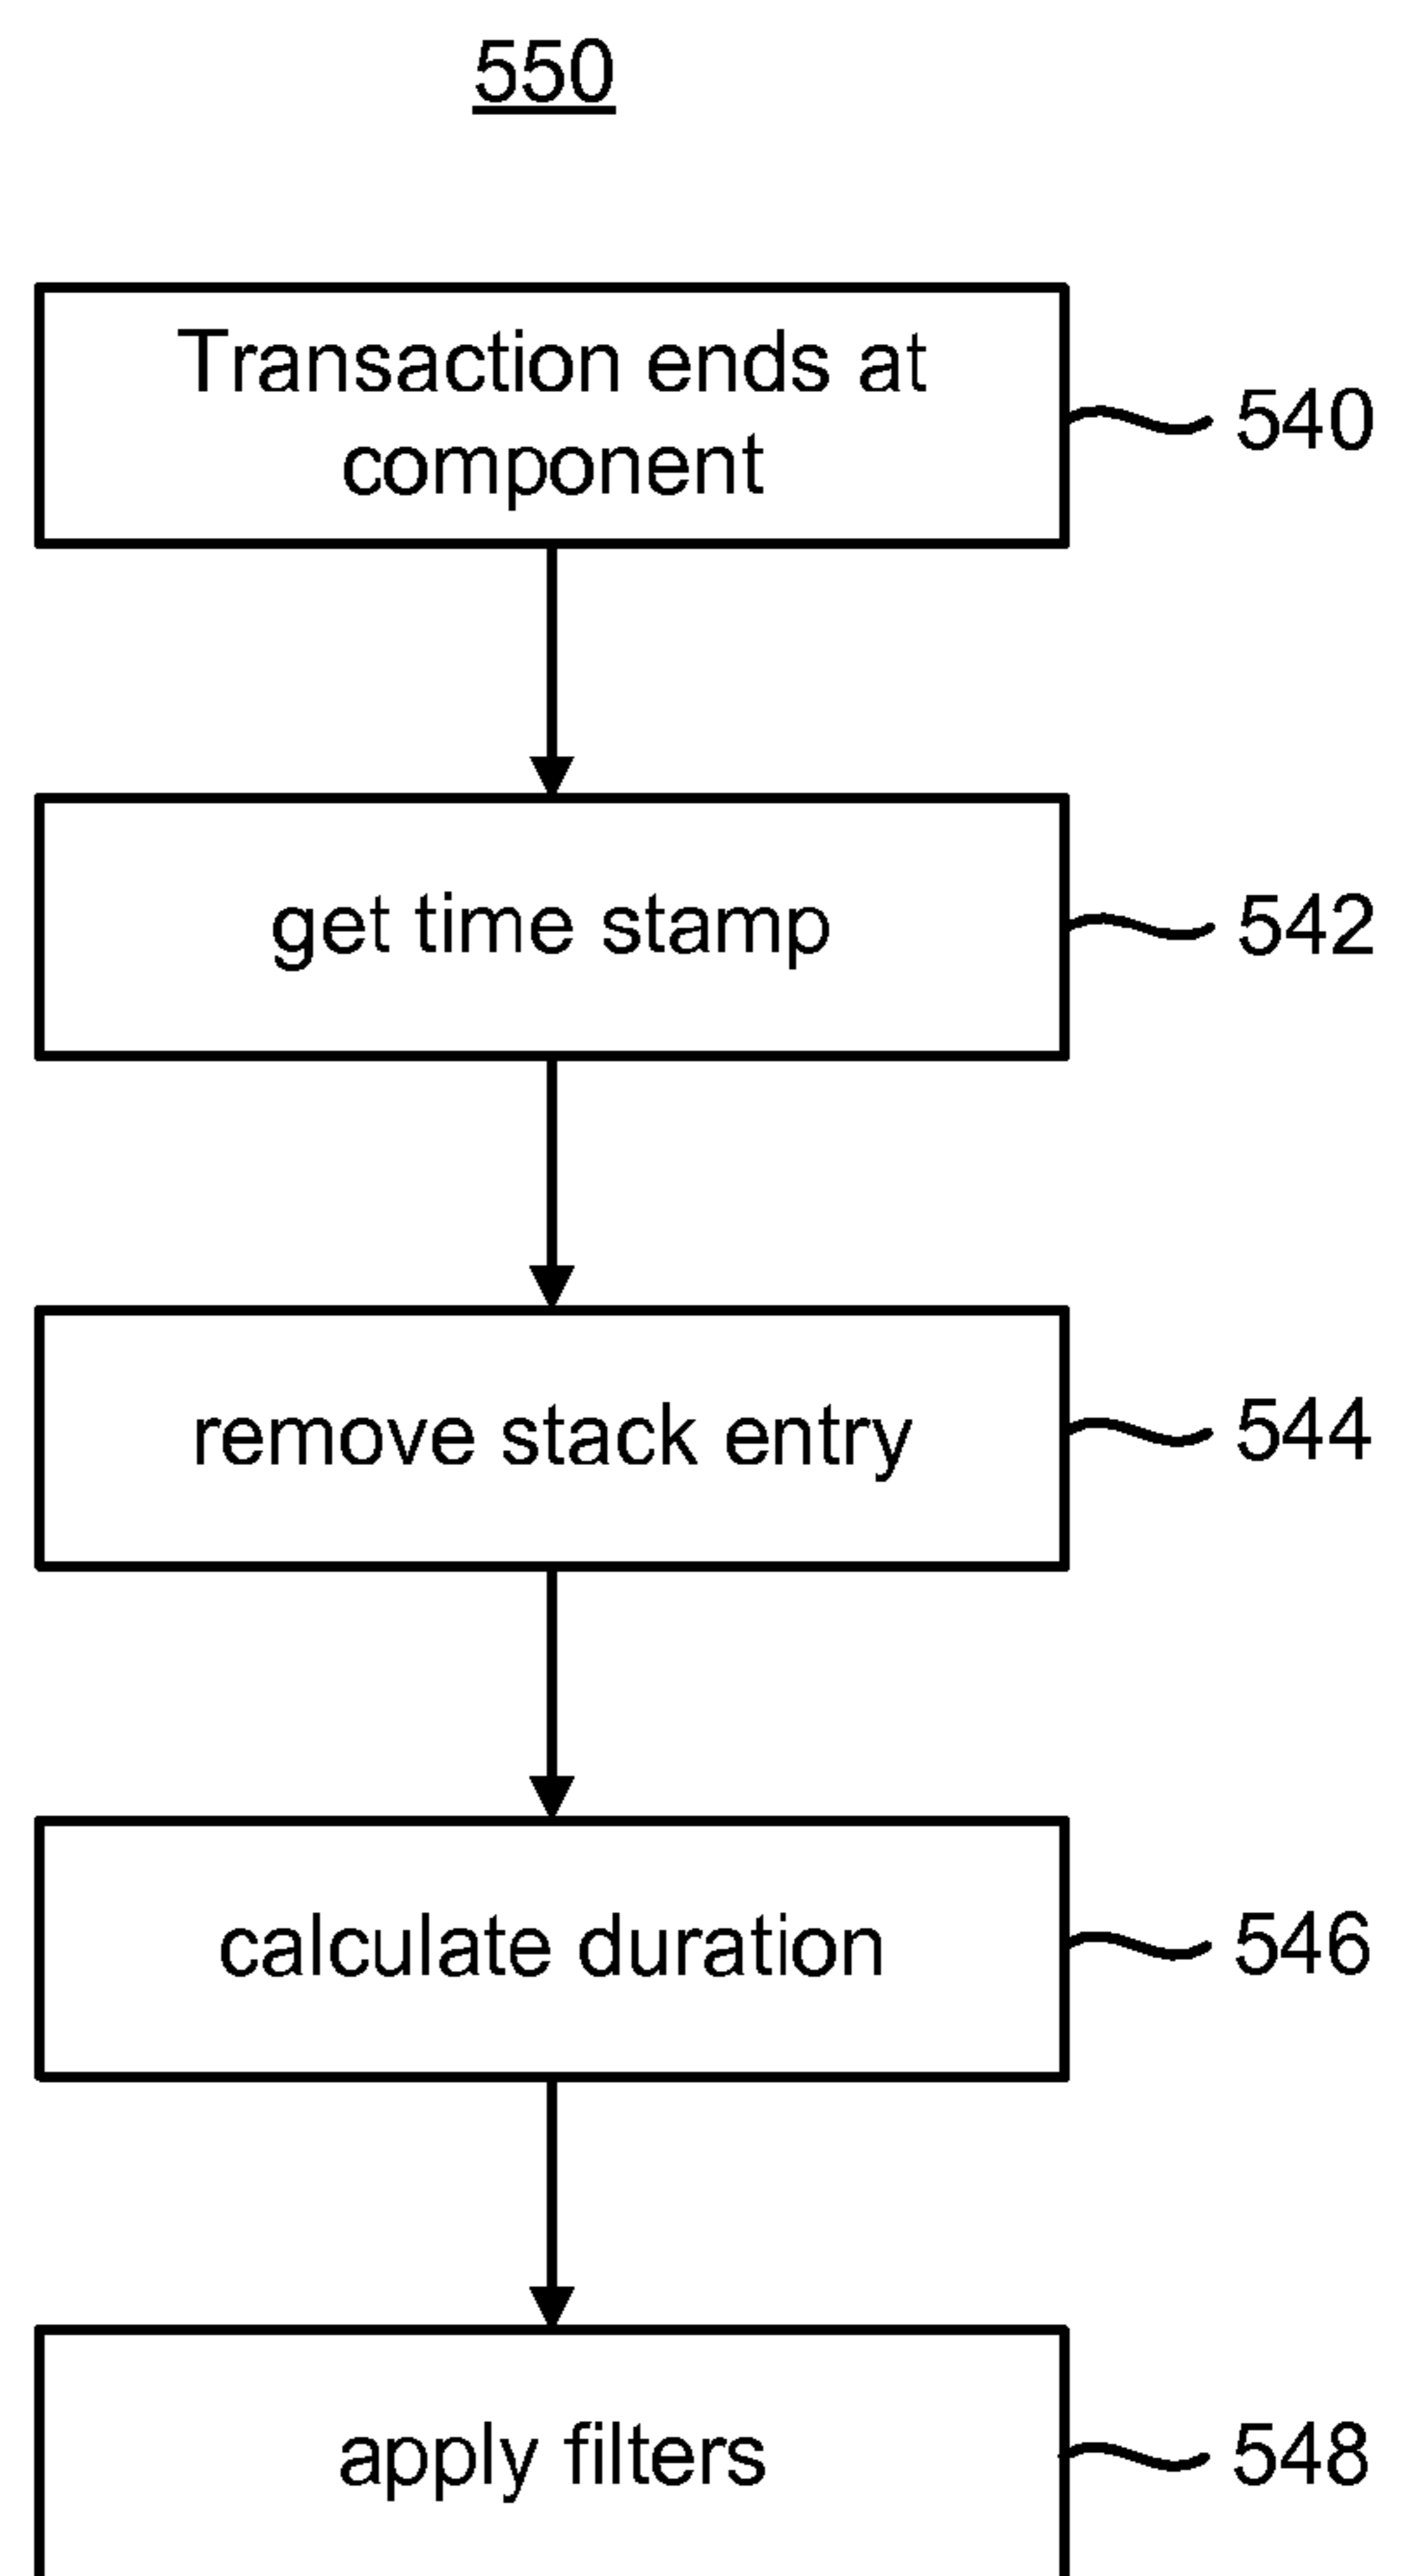 550
Transaction ends at
component
540
get time stamp
542
remove stack entry
544
calculate duration
546
apply filters
548